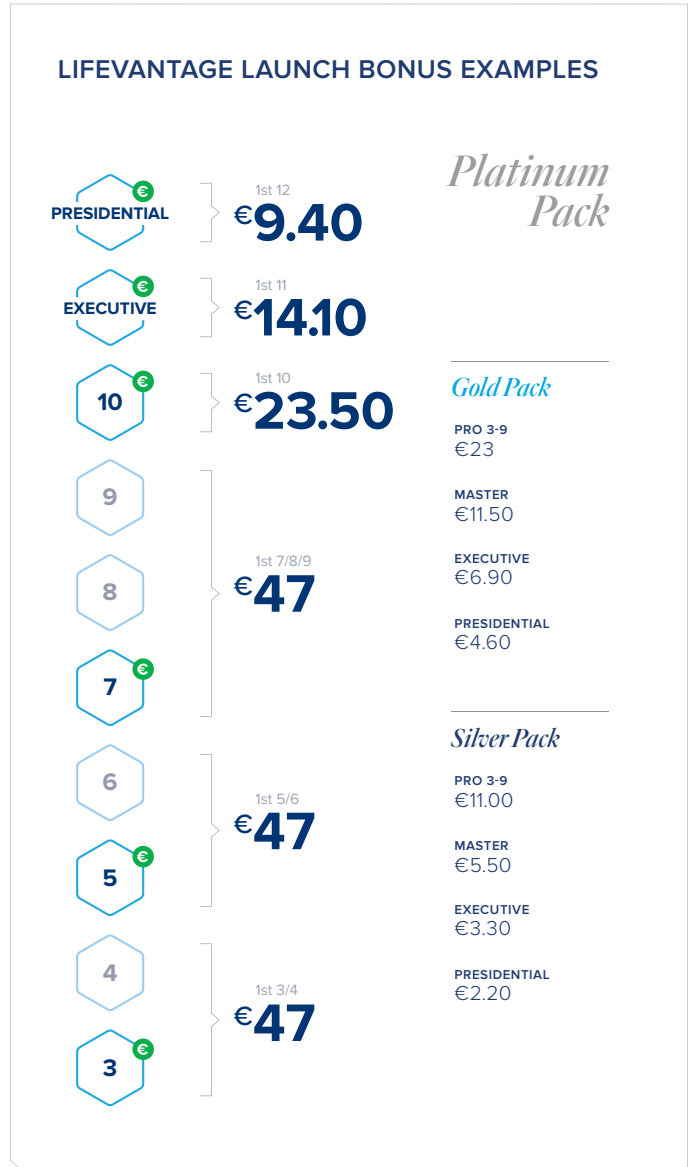 LIFEVANTAGE LAUNCH BONUS EXAMPLES
Platinum
Pack
€
PRESIDENTIAL
1st 12
€9.40
€
EXECUTIVE
1st 11
€14.10
€
10
1st 10
€23.50
9
8
€
7
1st 7/8/9
€47
6
€
5
1st 5/6
€47
4
€
3
1st 3/4
€47
Gold Pack
PRO 3-9
€23
MASTER
€11.50
EXECUTIVE
€6.90
PRESIDENTIAL
€4.60
Silver Pack
PRO 3-9
€11.00
MASTER
€5.50
EXECUTIVE
€3.30
PRESIDENTIAL
€2.20